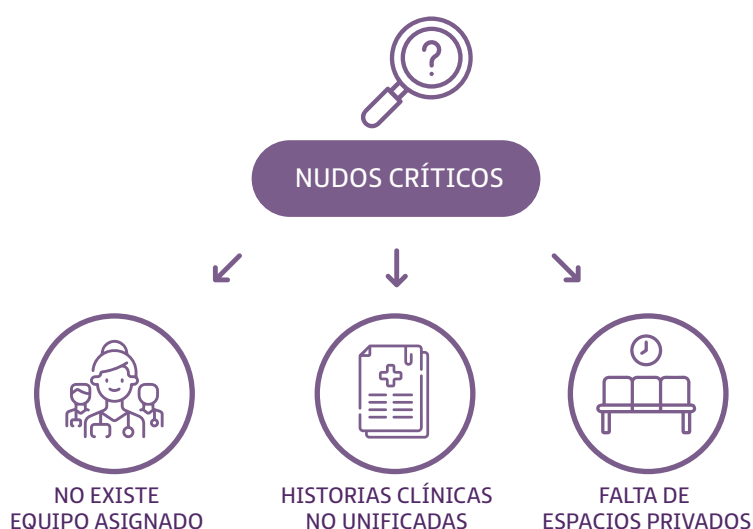 ?
NUDOS CRÍTICOS
NO EXISTE
EQUIPO ASIGNADO
HISTORIAS CLÍNICAS
NO UNIFICADAS
FALTA DE
ESPACIOS PRIVADOS